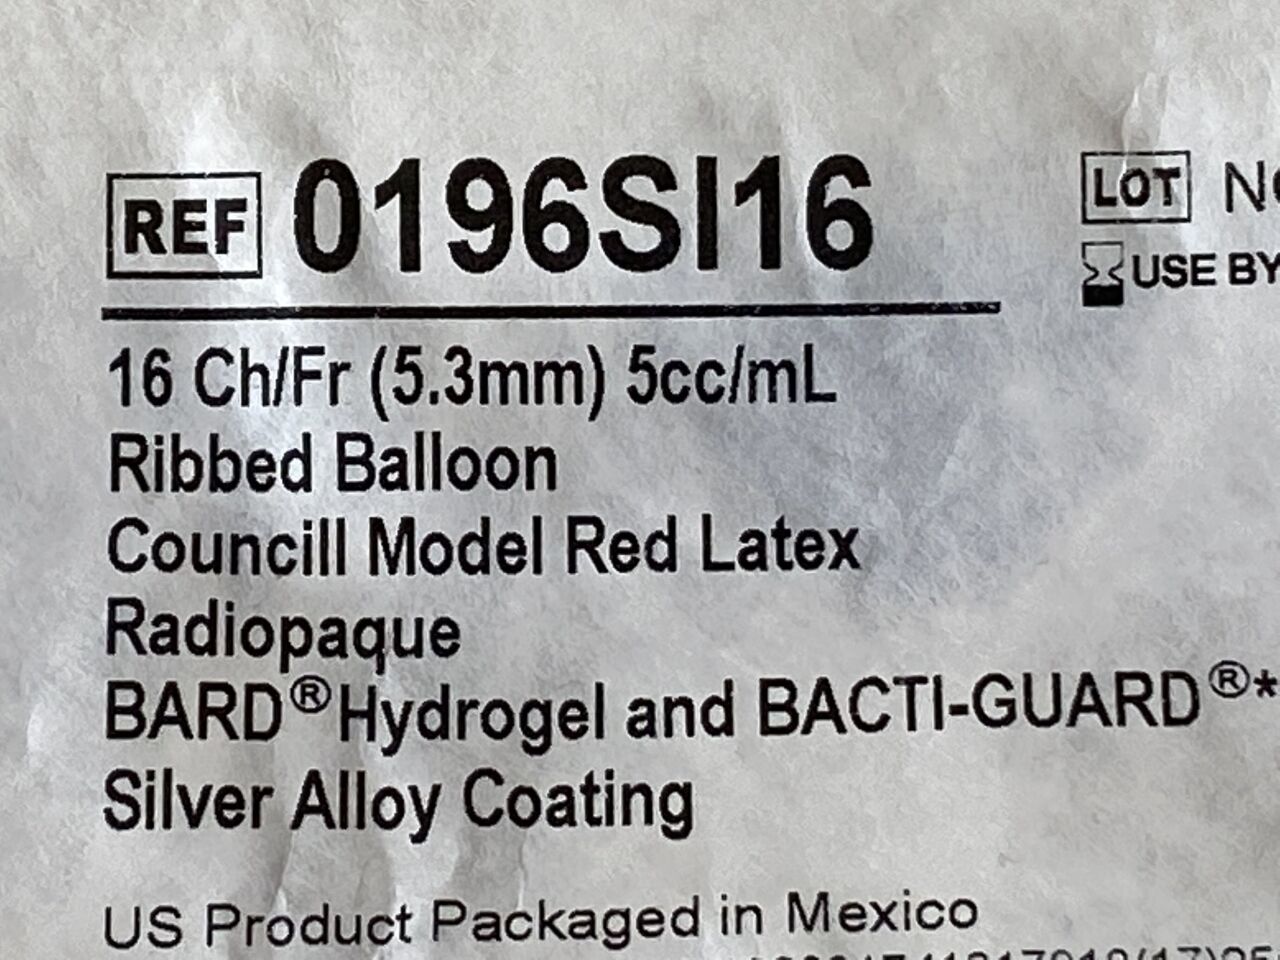 REF 0196SI16
LOT
USE BY
16 Ch/Fr (5.3mm) 5cc/mL
Ribbed Balloon
Councill Model Red Latex
Radiopaque
BARD® Hydrogel and BACTI-GUARD®*
Silver Alloy Coating
US Product Packaged in Mexico